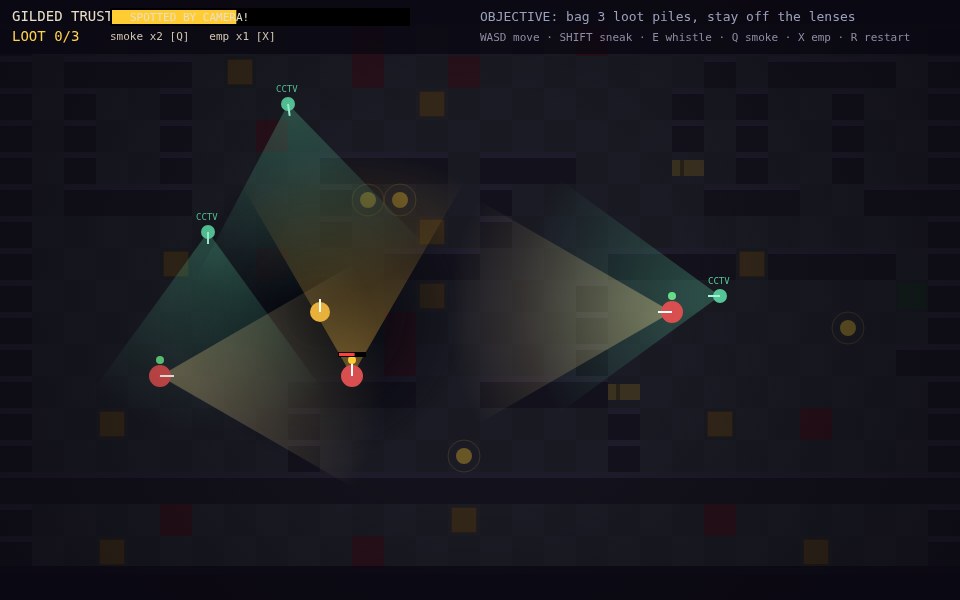 GILDED TRUST
SPOTTED BY CAMERA!
OBJECTIVE: bag 3 loot piles, stay off the lenses
LOOT 0/3 smoke x2 [Q] emp x1 [X]
WASD move · SHIFT sneak · E whistle · Q smoke · X emp · R restart
CCTV
CCTV
CCTV